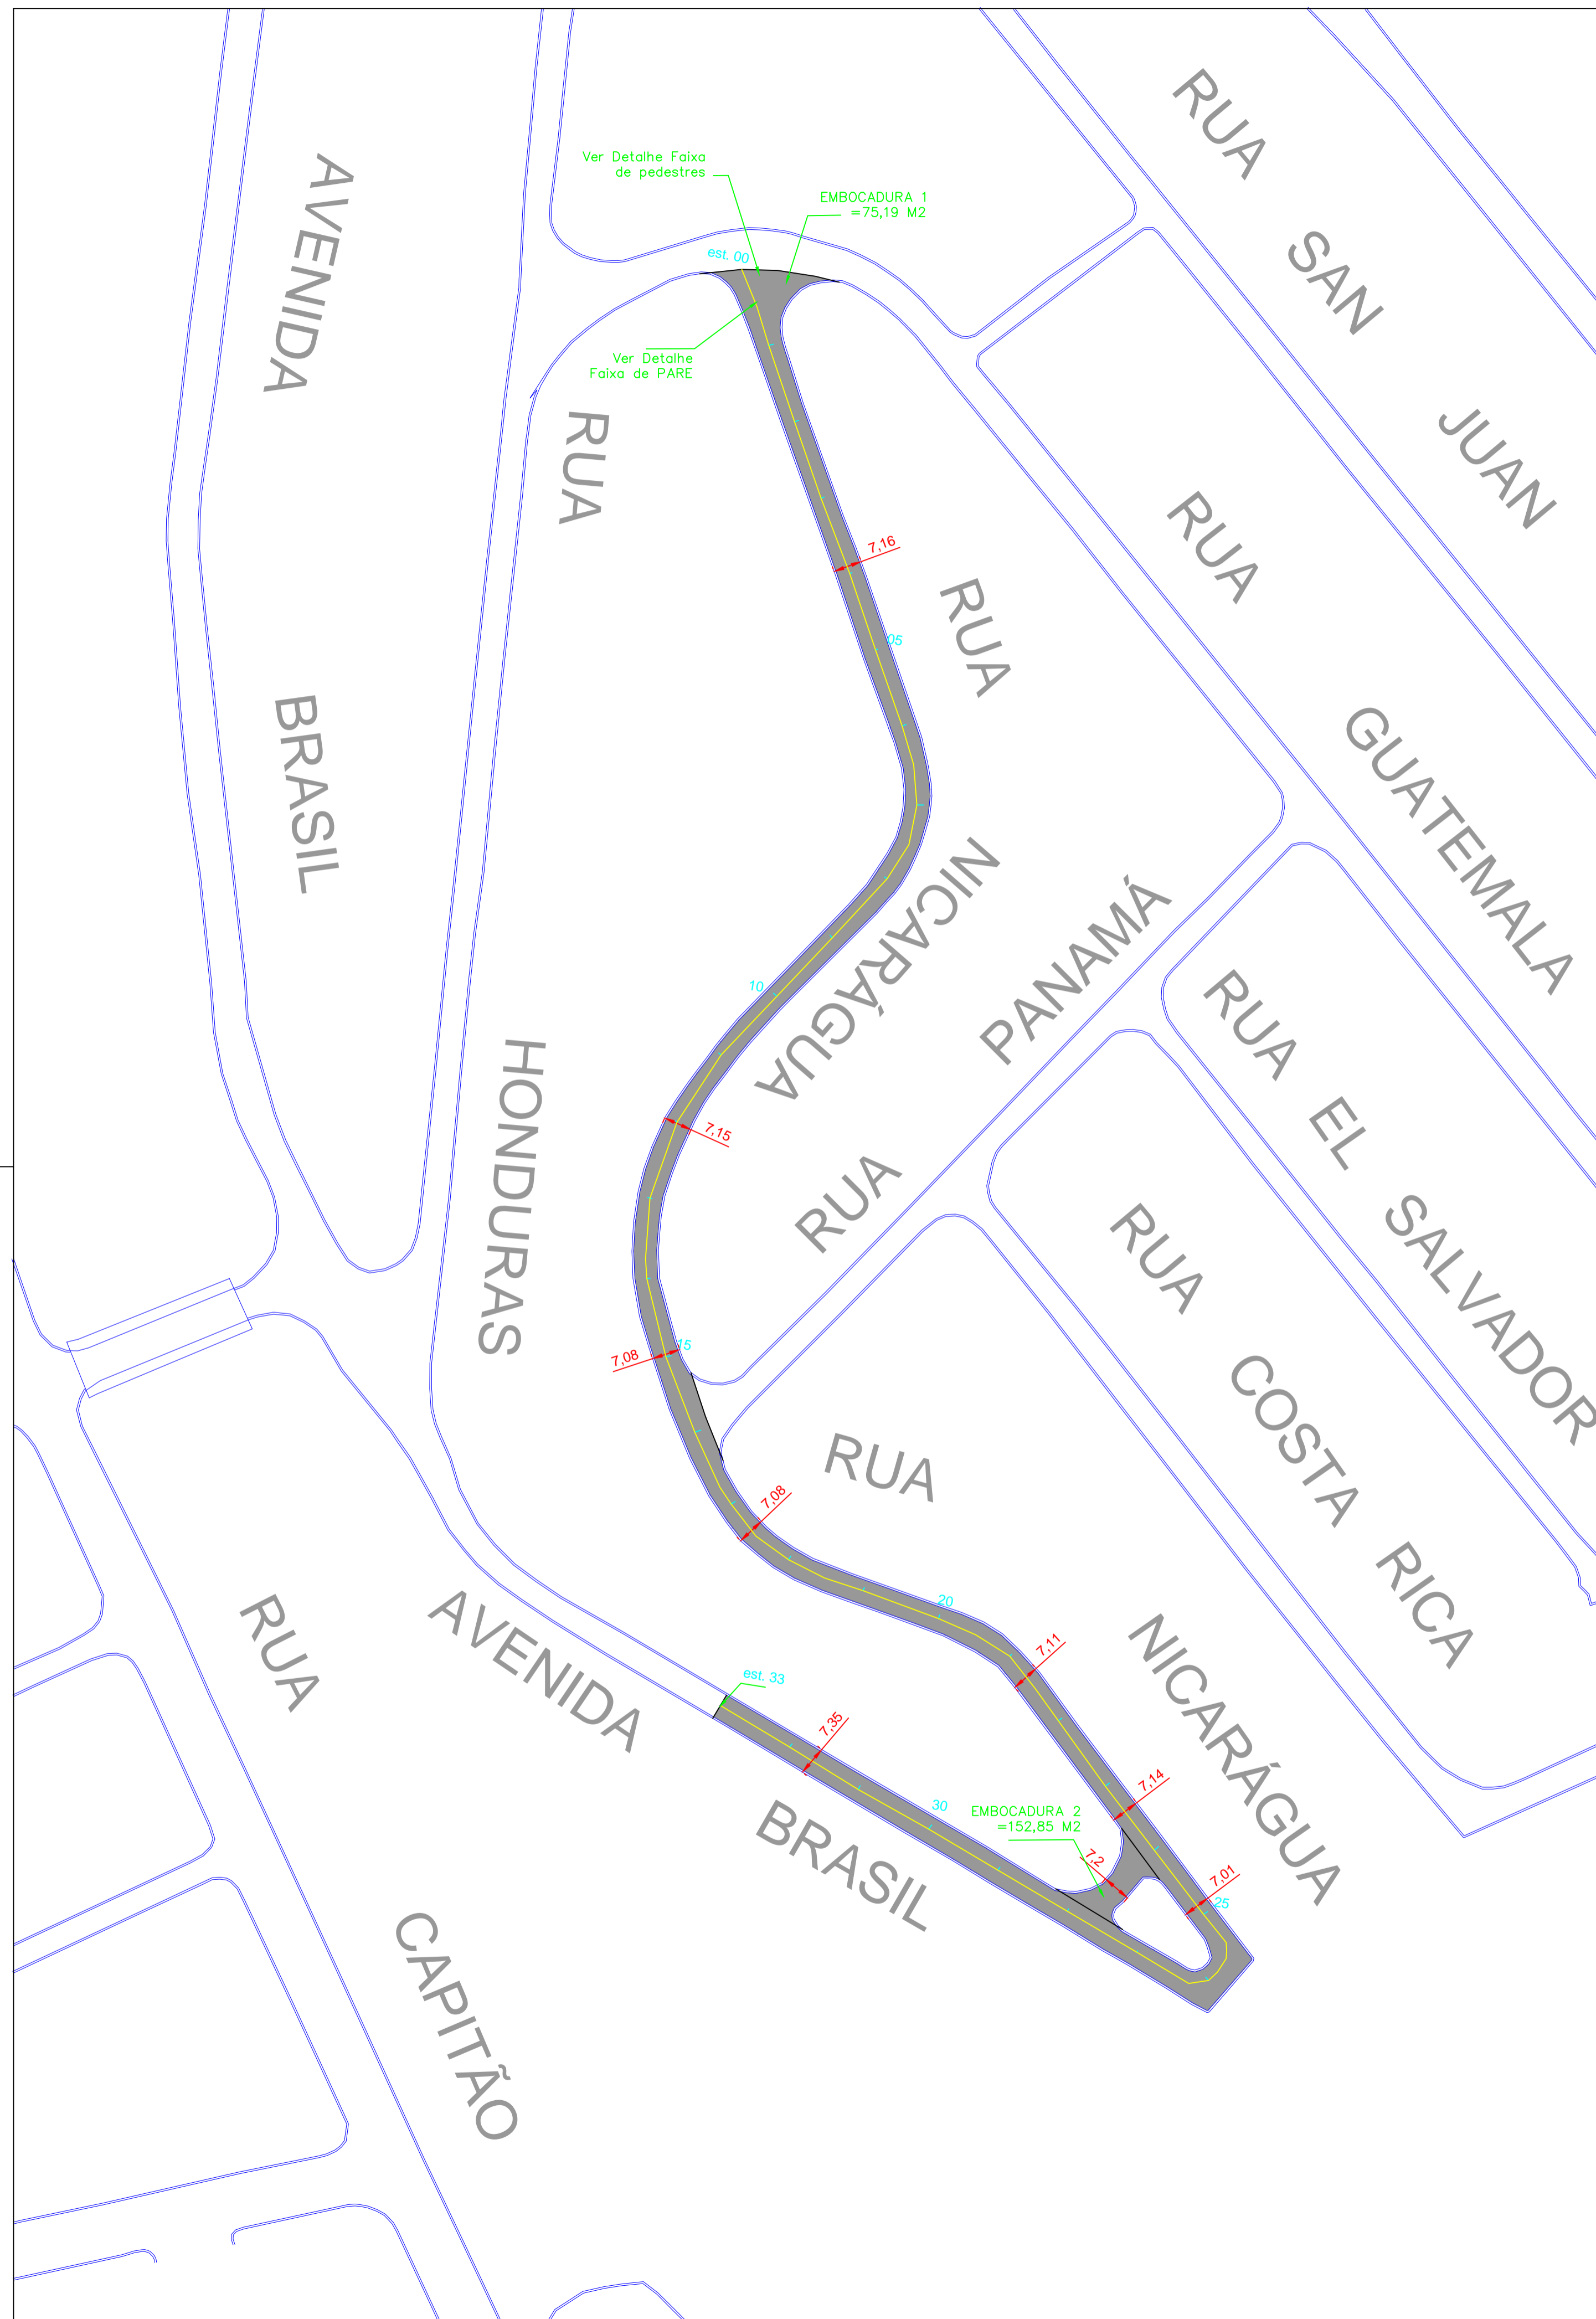 RUA SAN JUAN
AVENIDA BRASIL
Ver Detalhe Faixa
de pedestres
EMBOCADURA 1
=75,19 M2
est. 00
Ver Detalhe
Faixa de PARE
RUA HONDURAS
RUA GUATEMALA
7,16
RUA NICARÁGUA
05
RUA PANAMÁ
10
RUA EL SALVADOR
7,15
RUA COSTA RICA
15
7,08
RUA NICARÁGUA
7,08
20
7,11
RUA CAPITÃO
AVENIDA BRASIL
est. 33
7,35
30
7,14
EMBOCADURA 2
=152,85 M2
7,2
7,01
25